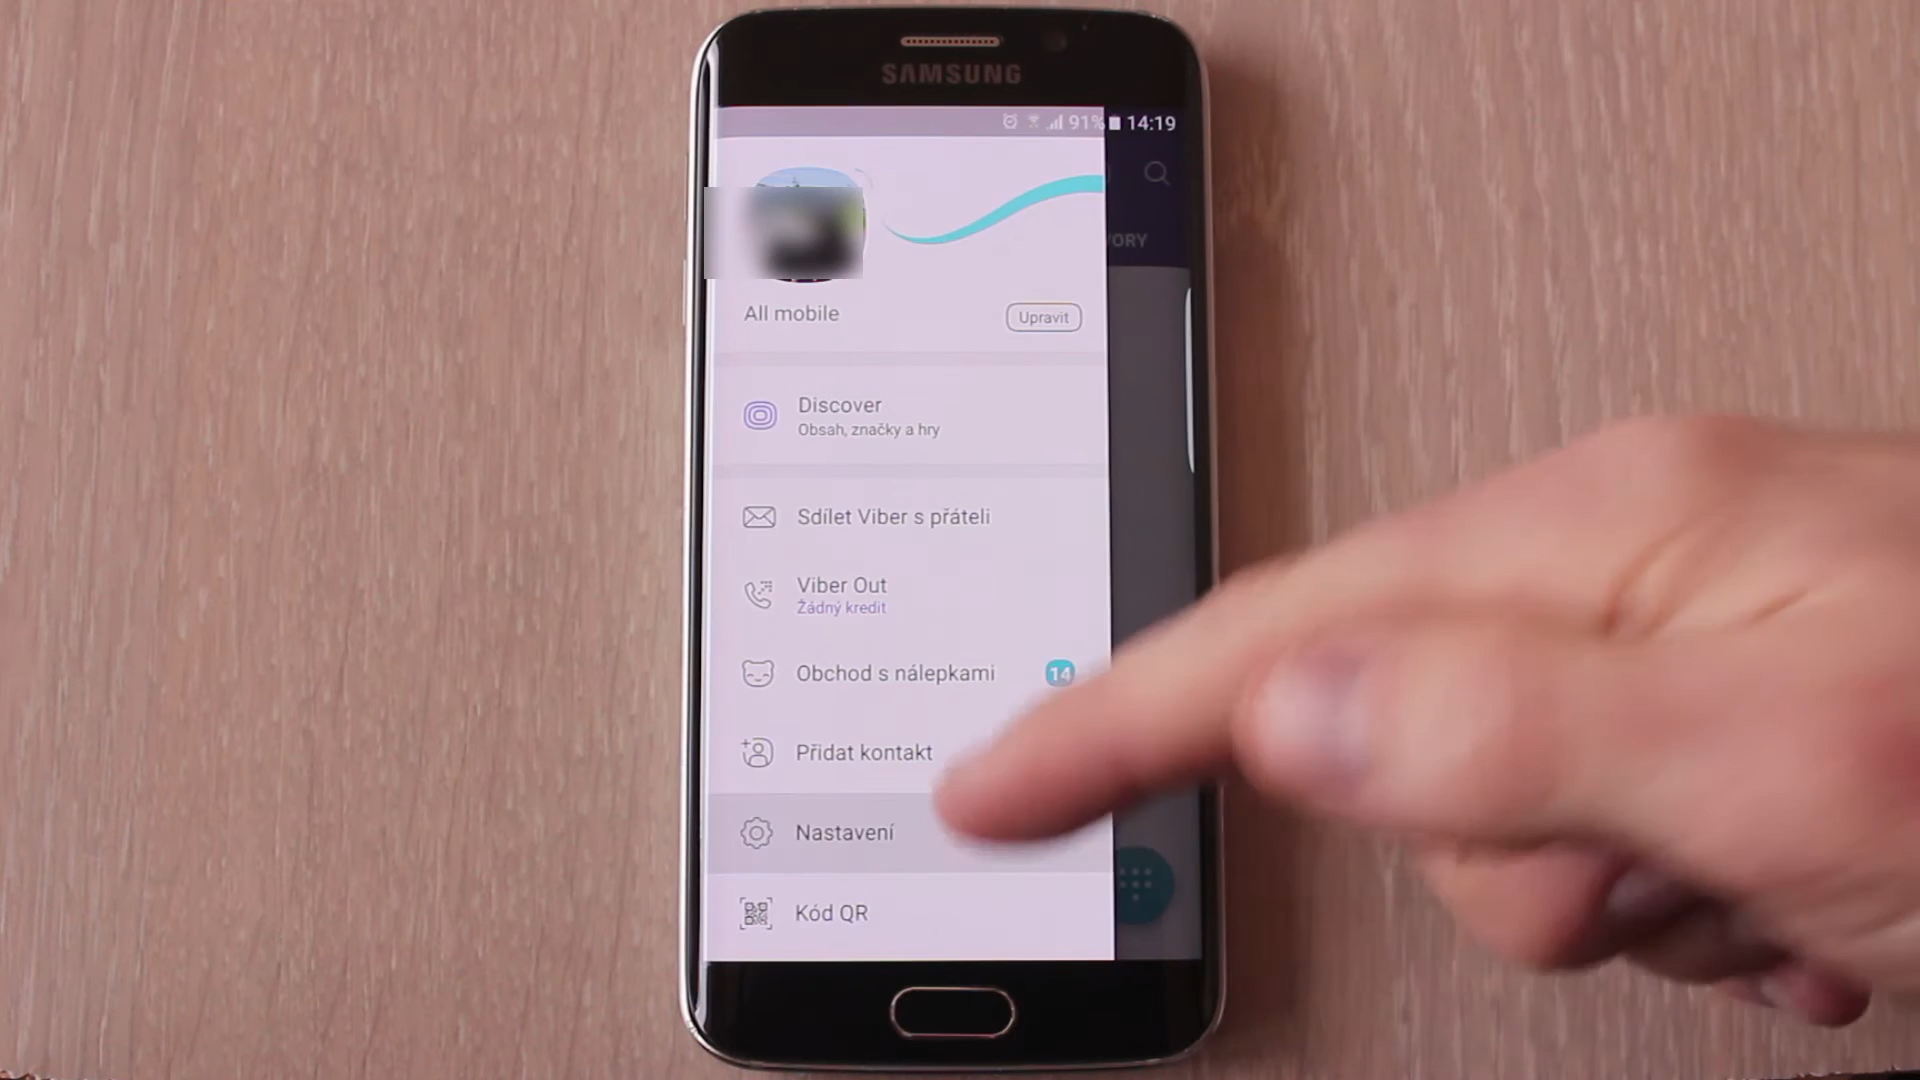 SAMSUNG
91% 14:19
VORY
All mobile
Upravit
Discover
Obsah, značky a hry
Sdílet Viber s přáteli
Viber Out
Žádný kredit
Obchod s nálepkami
14
Přidat kontakt
Nastavení
Kód QR